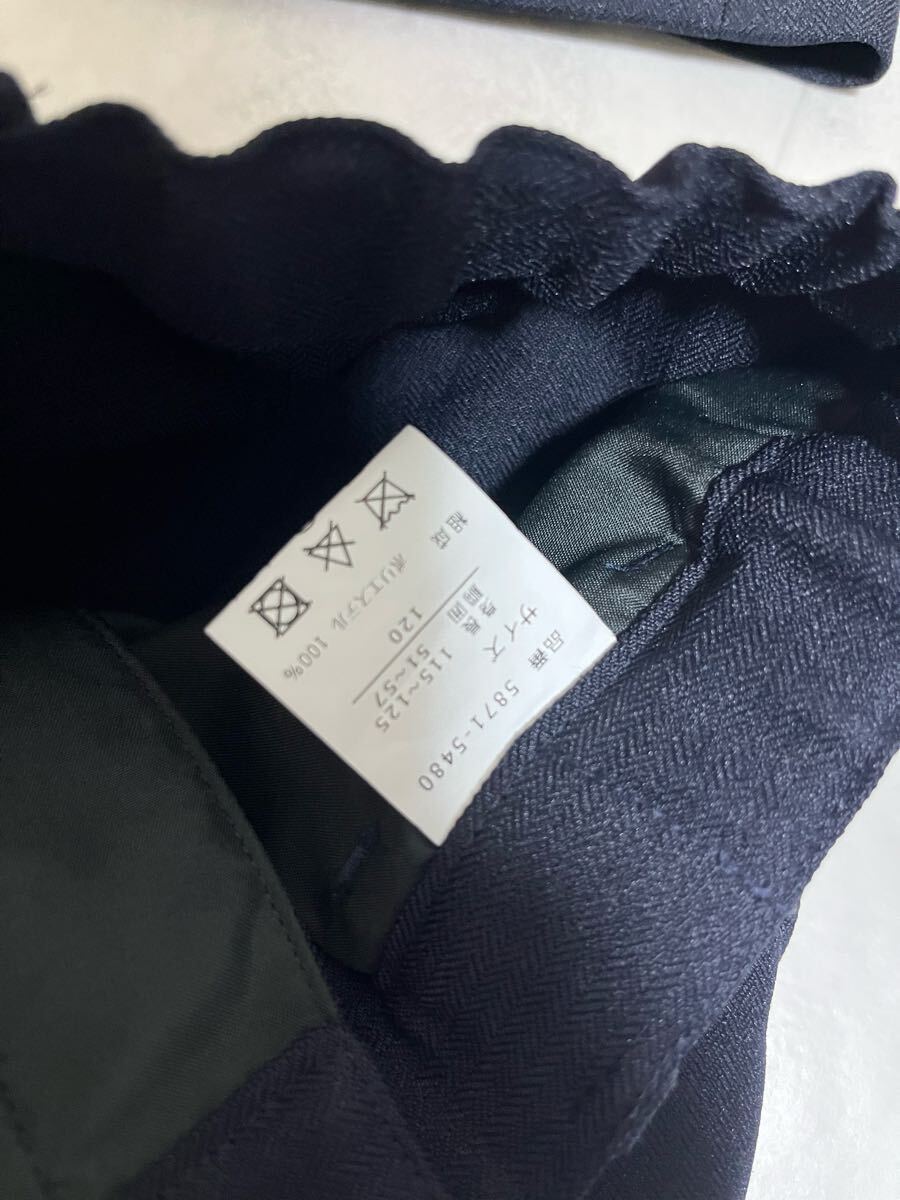 品番 5871-5480
サイズ 120
身長 115~125
胴囲 51~57
組成 ポリエステル 100%